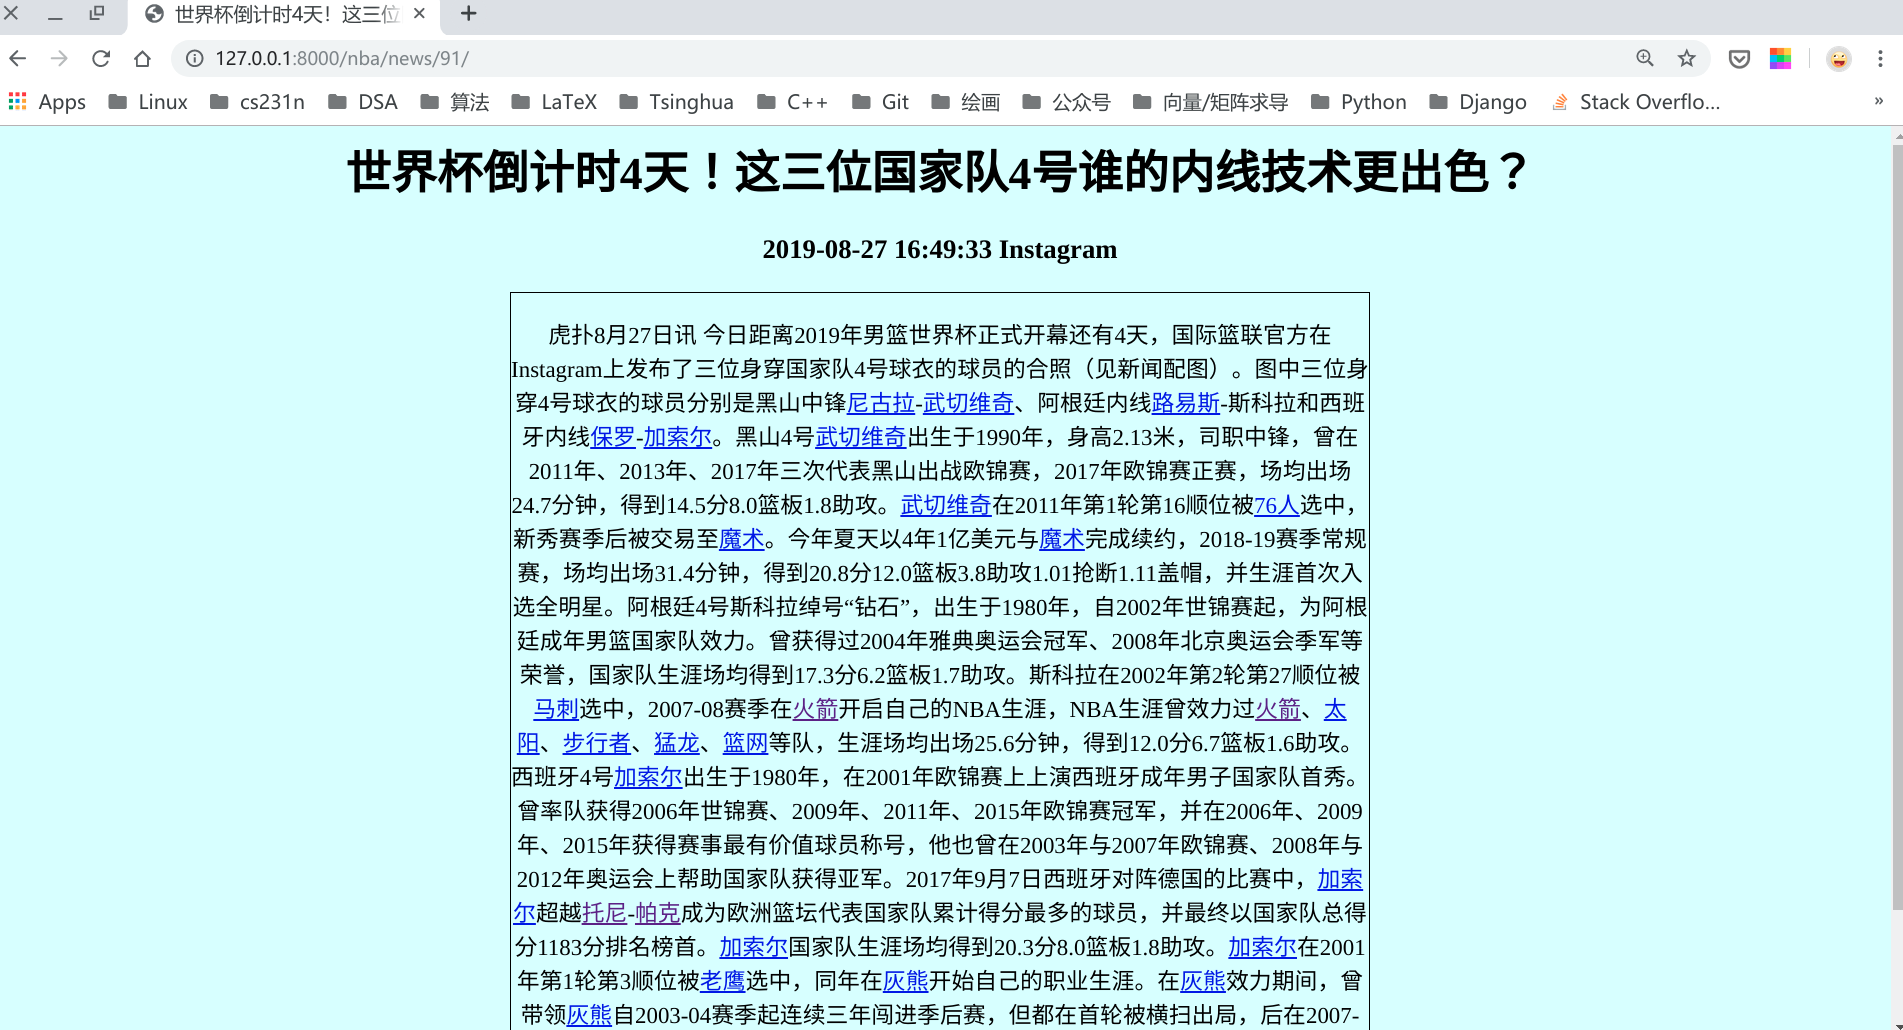 世界杯倒计时4天！这三位
127.0.0.1:8000/nba/news/91/
Apps Linux cs231n DSA 算法 LaTeX Tsinghua C++ Git 绘画 公众号 向量/矩阵求导 Python Django Stack Overflo... »
世界杯倒计时4天！这三位国家队4号谁的内线技术更出色？
2019-08-27 16:49:33 Instagram
虎扑8月27日讯 今日距离2019年男篮世界杯正式开幕还有4天，国际篮联官方在
Instagram上发布了三位身穿国家队4号球衣的球员的合照（见新闻配图）。图中三位身
穿4号球衣的球员分别是黑山中锋尼古拉-武切维奇、阿根廷内线路易斯-斯科拉和西班
牙内线保罗-加索尔。黑山4号武切维奇出生于1990年，身高2.13米，司职中锋，曾在
2011年、2013年、2017年三次代表黑山出战欧锦赛，2017年欧锦赛正赛，场均出场
24.7分钟，得到14.5分8.0篮板1.8助攻。武切维奇在2011年第1轮第16顺位被76人选中，
新秀赛季后被交易至魔术。今年夏天以4年1亿美元与魔术完成续约，2018-19赛季常规
赛，场均出场31.4分钟，得到20.8分12.0篮板3.8助攻1.01抢断1.11盖帽，并生涯首次入
选全明星。阿根廷4号斯科拉绰号“钻石”，出生于1980年，自2002年世锦赛起，为阿根
廷成年男篮国家队效力。曾获得过2004年雅典奥运会冠军、2008年北京奥运会季军等
荣誉，国家队生涯场均得到17.3分6.2篮板1.7助攻。斯科拉在2002年第2轮第27顺位被
马刺选中，2007-08赛季在火箭开启自己的NBA生涯，NBA生涯曾效力过火箭、太
阳、步行者、猛龙、篮网等队，生涯场均出场25.6分钟，得到12.0分6.7篮板1.6助攻。
西班牙4号加索尔出生于1980年，在2001年欧锦赛上上演西班牙成年男子国家队首秀。
曾率队获得2006年世锦赛、2009年、2011年、2015年欧锦赛冠军，并在2006年、2009
年、2015年获得赛事最有价值球员称号，他也曾在2003年与2007年欧锦赛、2008年与
2012年奥运会上帮助国家队获得亚军。2017年9月7日西班牙对阵德国的比赛中，加索
尔超越托尼-帕克成为欧洲篮坛代表国家队累计得分最多的球员，并最终以国家队总得
分1183分排名榜首。加索尔国家队生涯场均得到20.3分8.0篮板1.8助攻。加索尔在2001
年第1轮第3顺位被老鹰选中，同年在灰熊开始自己的职业生涯。在灰熊效力期间，曾
带领灰熊自2003-04赛季起连续三年闯进季后赛，但都在首轮被横扫出局，后在2007-